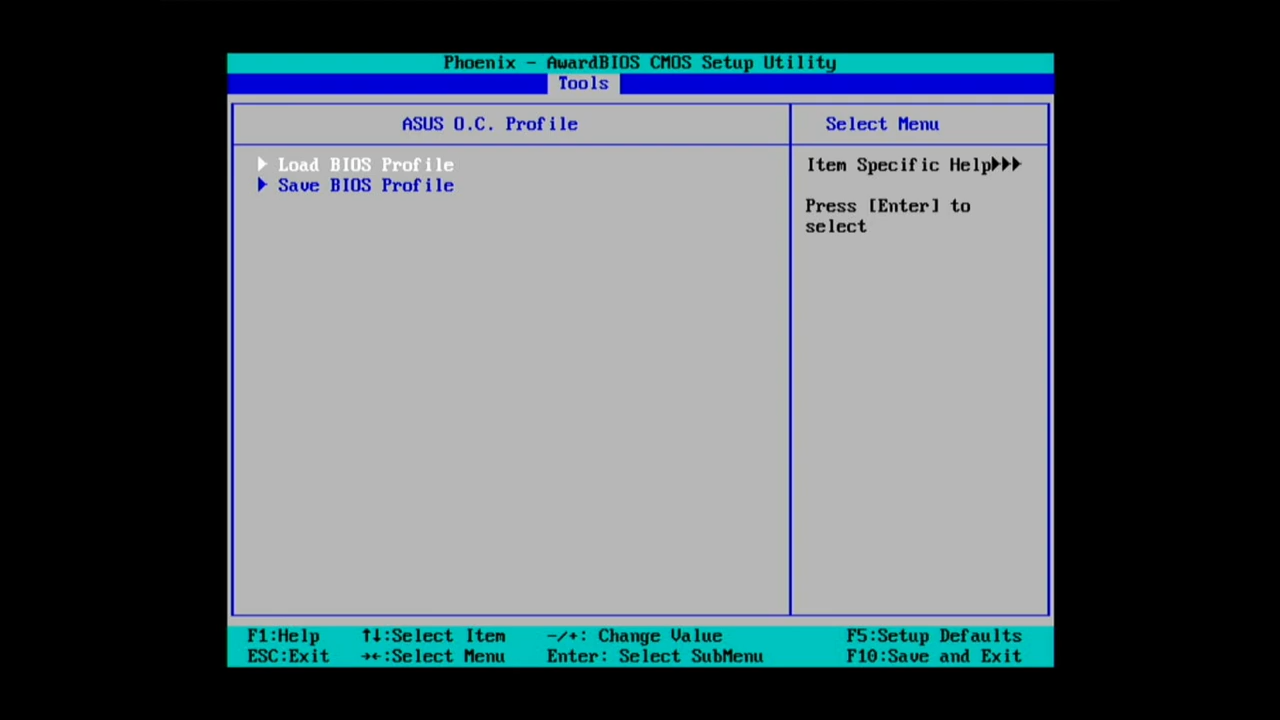 Phoenix - AwardBIOS CMOS Setup Utility
Tools
ASUS O.C. Profile
Select Menu
Load BIOS Profile
Save BIOS Profile
Item Specific Help
Press [Enter] to
select
F1:Help ↑↓:Select Item -/+: Change Value F5:Setup Defaults
ESC:Exit →←:Select Menu Enter: Select SubMenu F10:Save and Exit